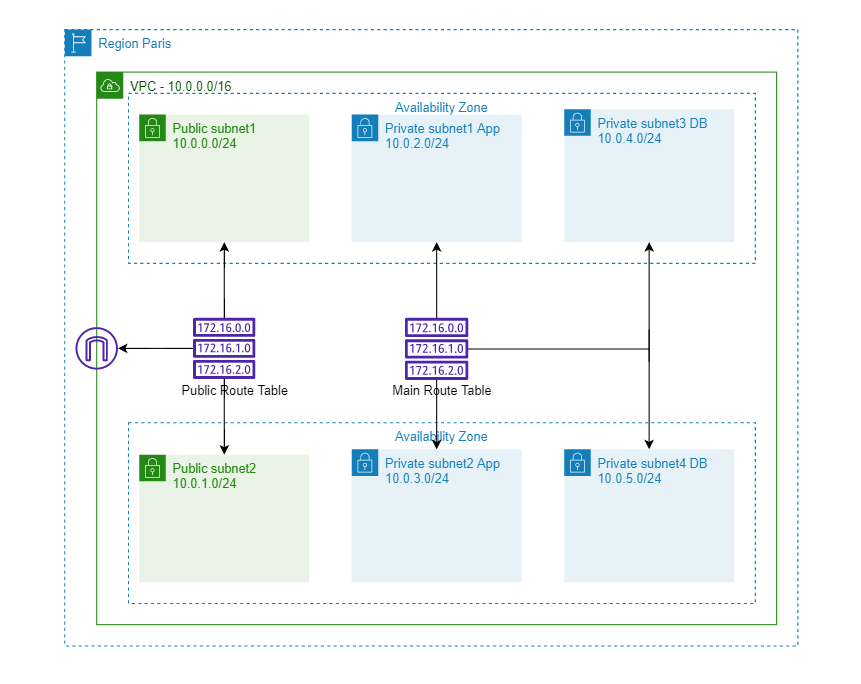 Region Paris
VPC - 10.0.0.0/16
Availability Zone
Public subnet1
10.0.0.0/24
Private subnet1 App
10.0.2.0/24
Private subnet3 DB
10.0.4.0/24
172.16.0.0
172.16.1.0
172.16.2.0
Public Route Table
172.16.0.0
172.16.1.0
172.16.2.0
Main Route Table
Availability Zone
Public subnet2
10.0.1.0/24
Private subnet2 App
10.0.3.0/24
Private subnet4 DB
10.0.5.0/24